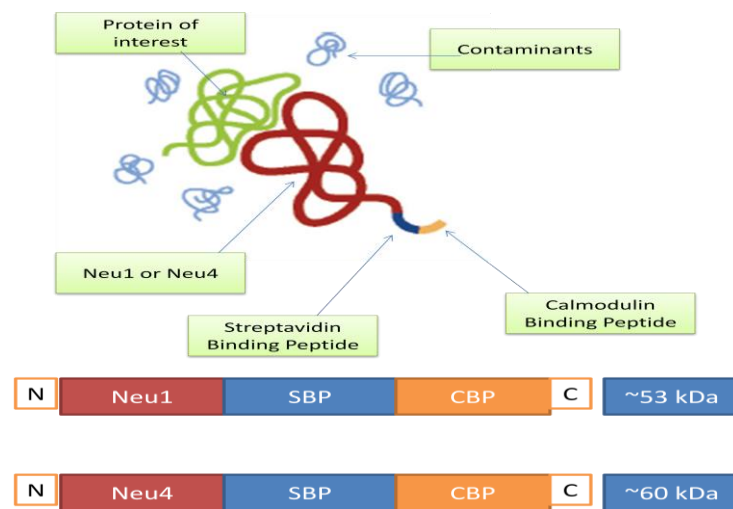 Protein of
interest
Contaminants
Neu1 or Neu4
Streptavidin
Binding Peptide
Calmodulin
Binding Peptide
N Neu1 SBP CBP C ~53 kDa
N Neu4 SBP CBP C ~60 kDa